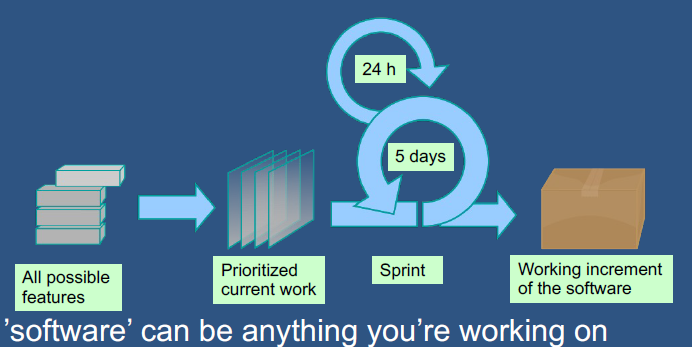 24 h
5 days
All possible
features
Prioritized
current work
Sprint
Working increment
of the software
’software’ can be anything you’re working on